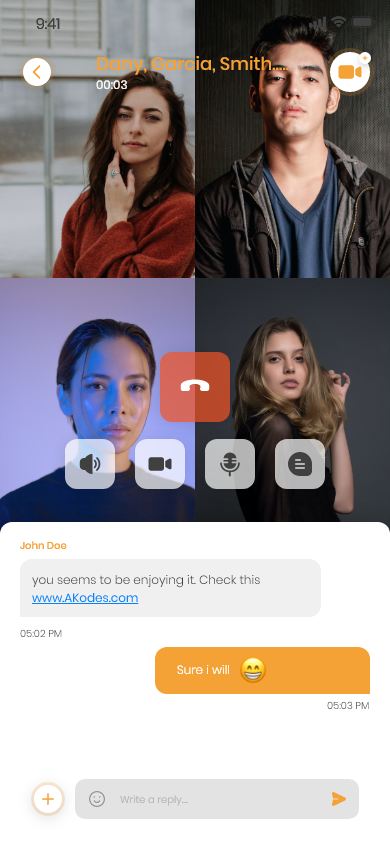 9:41
Dany, Garcia, Smith....
00:03
John Doe
you seems to be enjoying it. Check this
www.AKodes.com
05:02 PM
Sure i will 😁
05:03 PM
Write a reply...